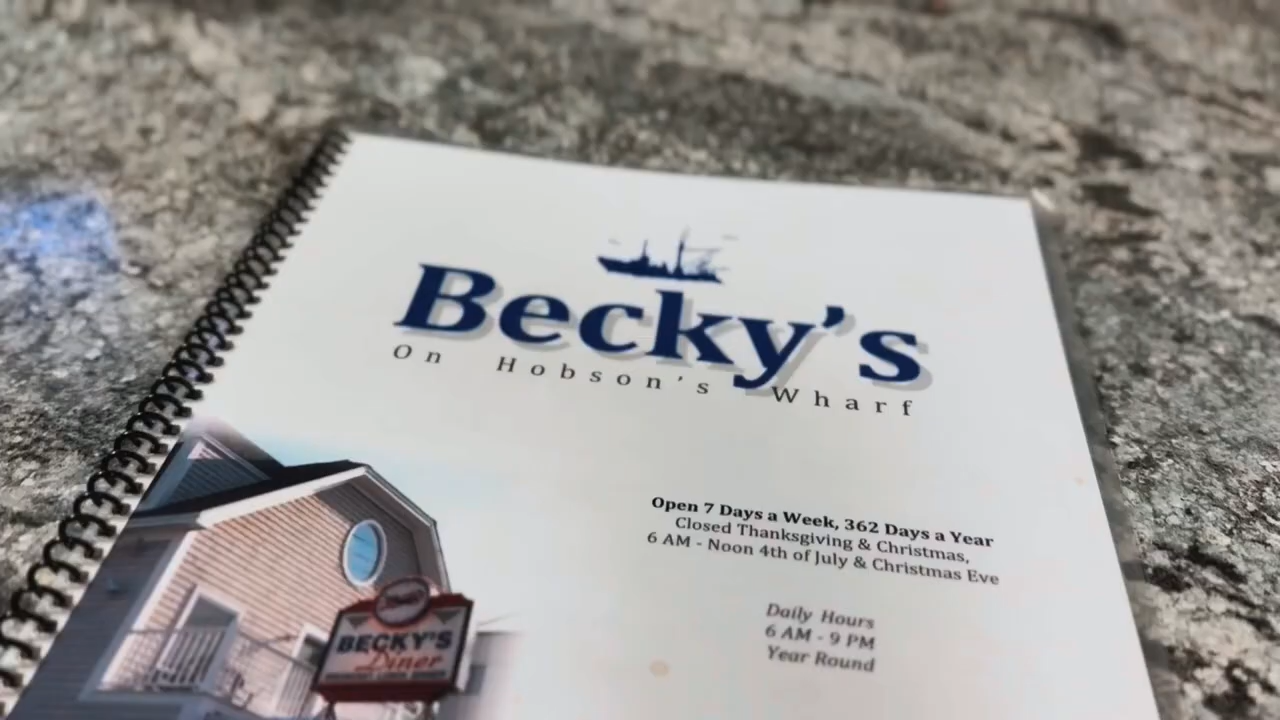 Becky's
On Hobson's Wharf
Open 7 Days a Week, 362 Days a Year
Closed Thanksgiving & Christmas,
6 AM - Noon 4th of July & Christmas Eve
Daily Hours
6 AM - 9 PM
Year Round
BECKY'S
Diner